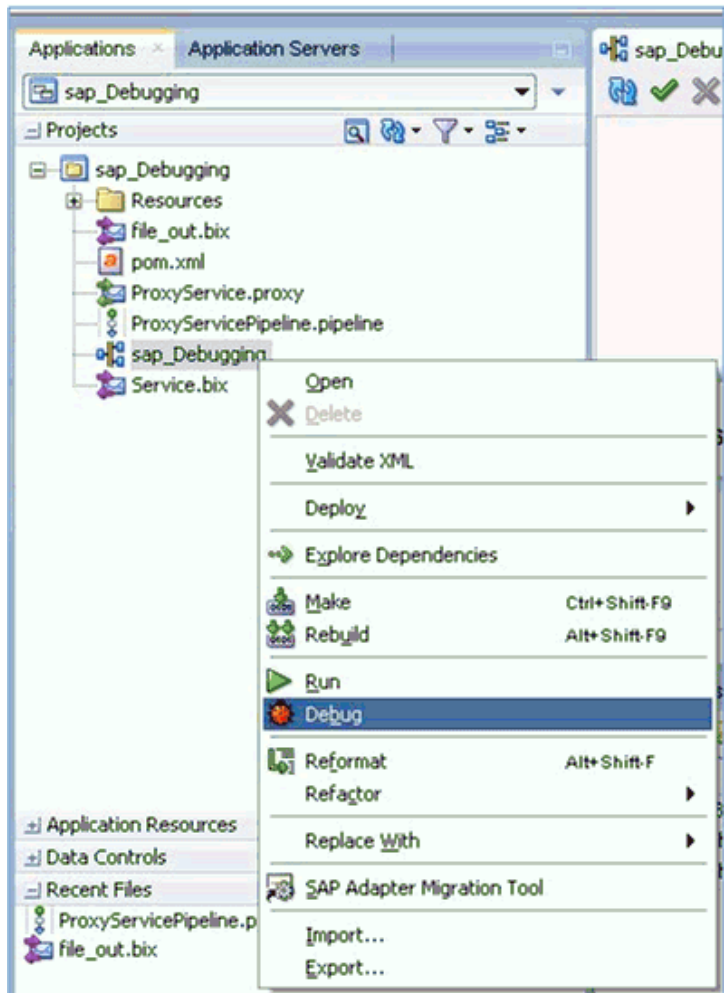 Applications
Application Servers
sap_Debu
sap_Debugging
Projects
sap_Debugging
Resources
file_out.bix
pom.xml
ProxyService.proxy
ProxyServicePipeline.pipeline
sap_Debugging
Service.bix
Open
Delete
Validate XML
Deploy
Explore Dependencies
Make Ctrl+Shift-F9
Rebuild Alt+Shift-F9
Run
Debug
Reformat Alt+Shift-F
Refactor
Replace With
SAP Adapter Migration Tool
Import...
Export...
Application Resources
Data Controls
Recent Files
ProxyServicePipeline.p
file_out.bix